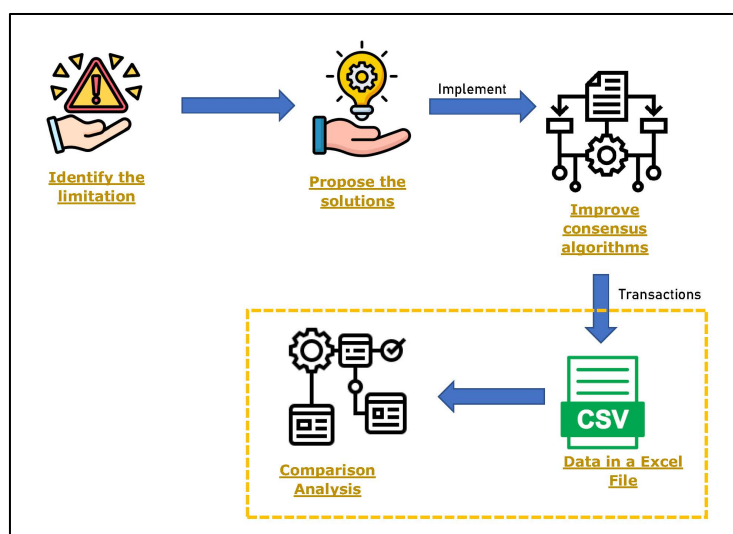 Identify the
limitation
Propose the
solutions
Implement
Improve
consensus
algorithms
Transactions
CSV
Data in a Excel
File
Comparison
Analysis